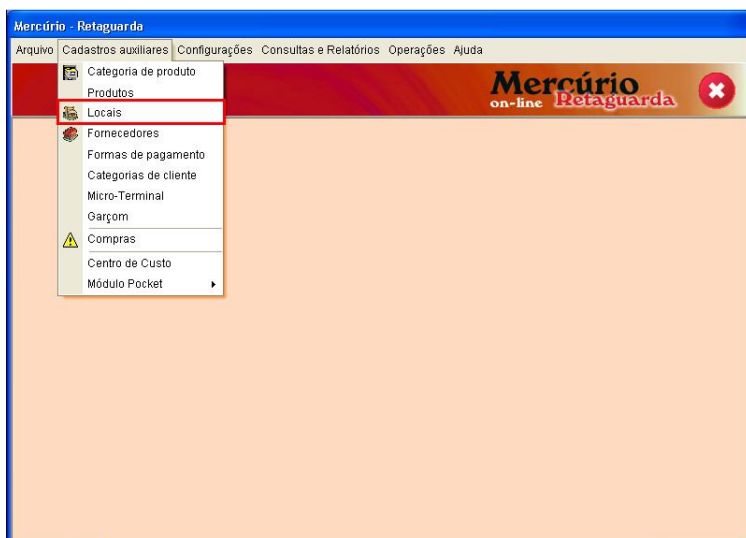 Mercúrio - Retaguarda
Arquivo Cadastros auxiliares Configurações Consultas e Relatórios Operações Ajuda
Mercúrio
on-line Retaguarda
Categoria de produto
Produtos
Locais
Fornecedores
Formas de pagamento
Categorias de cliente
Micro-Terminal
Garçom
Compras
Centro de Custo
Módulo Pocket